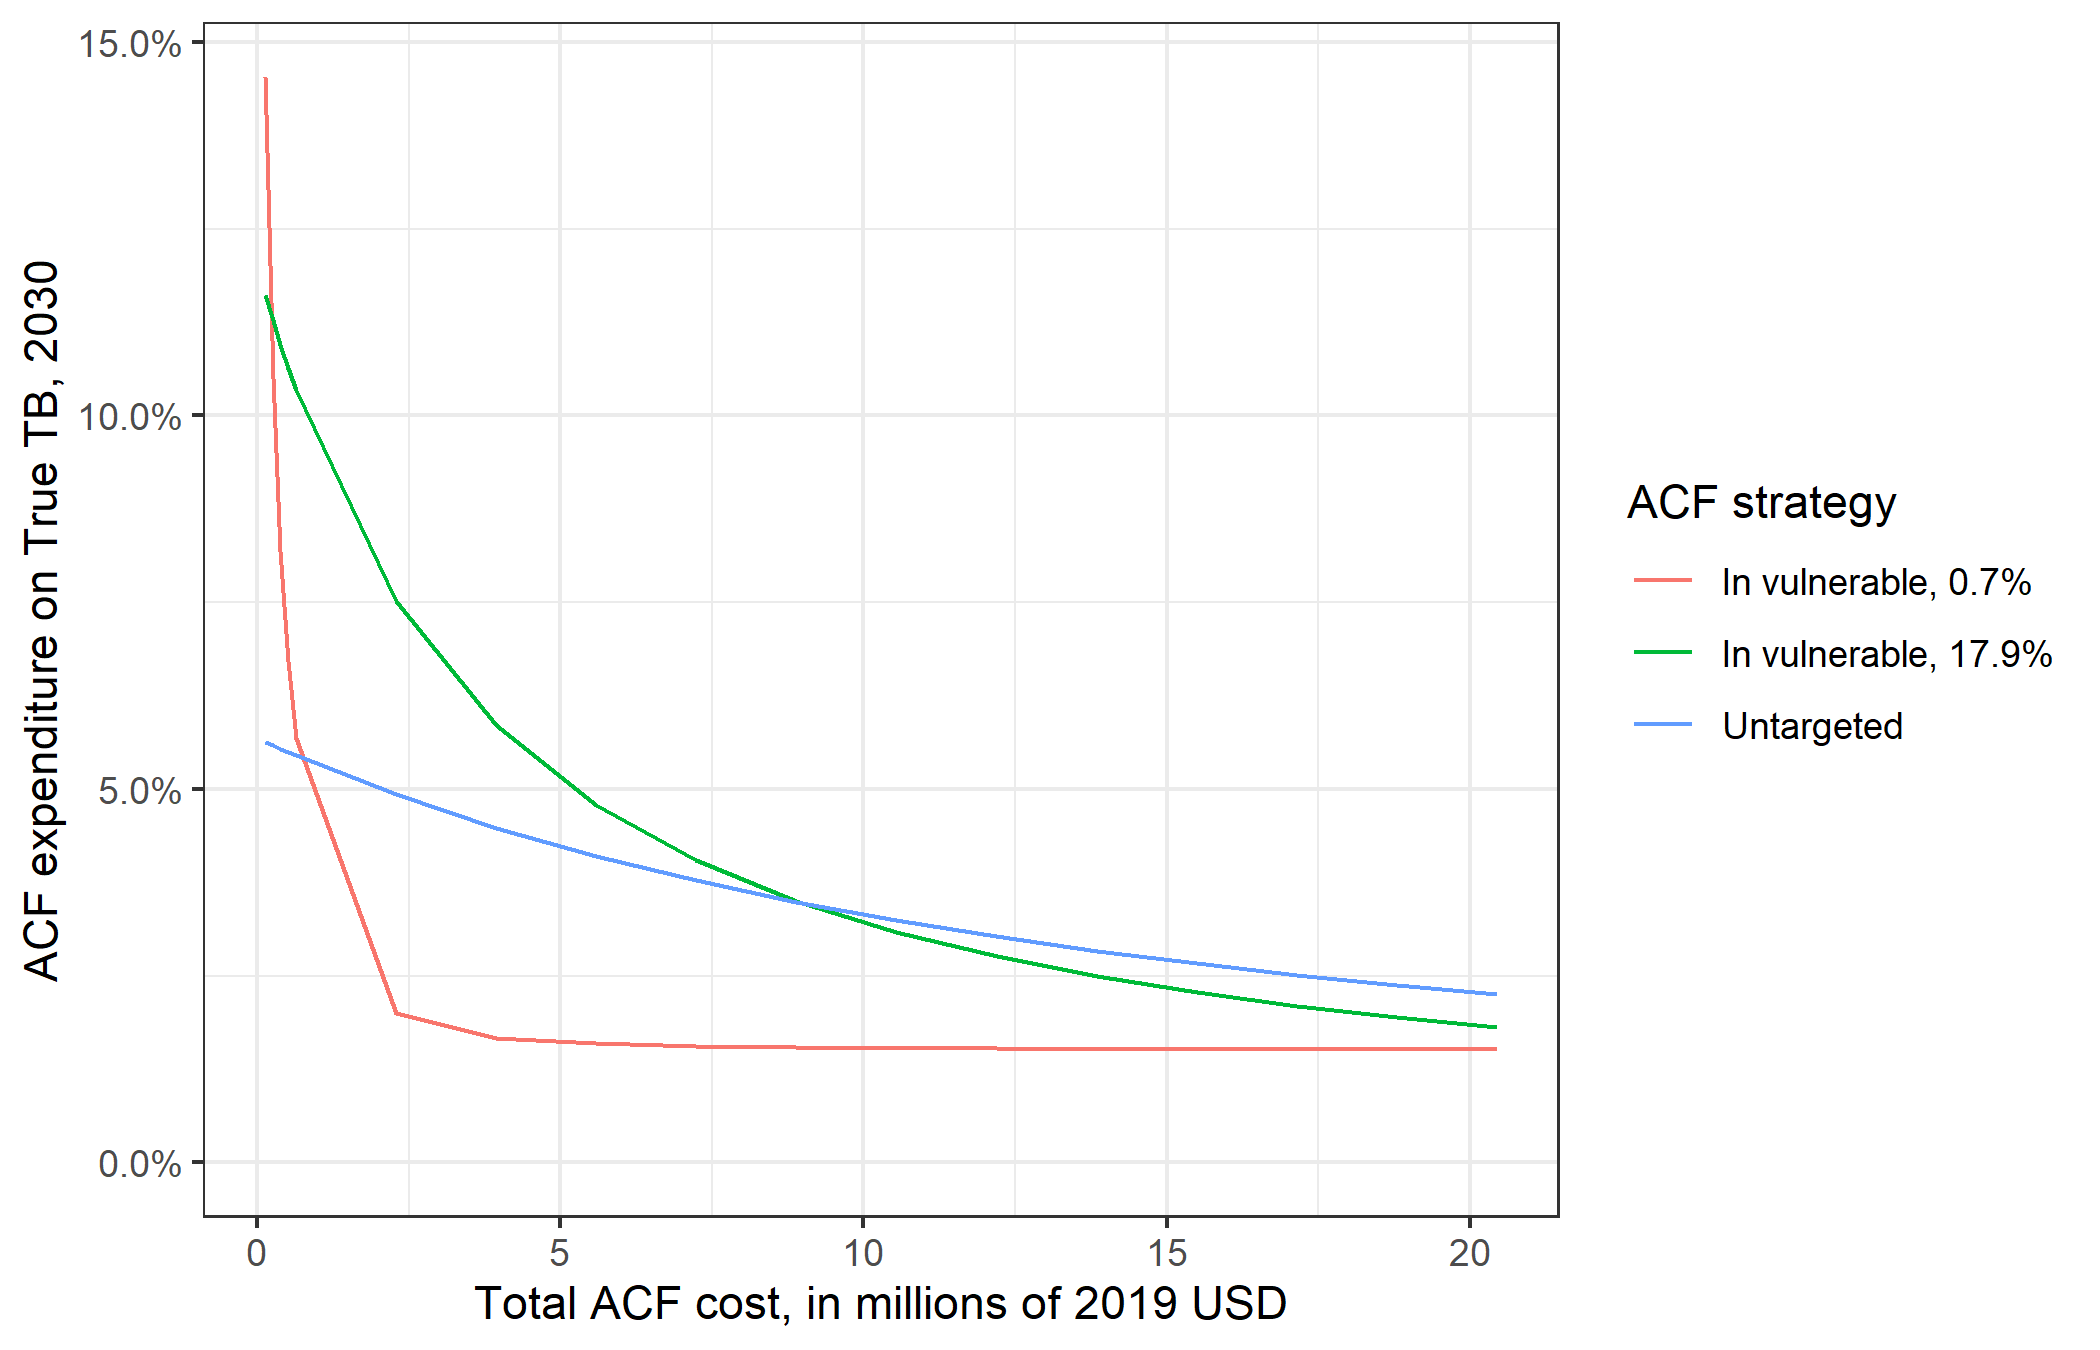 15.0%
10.0%
5.0%
0.0%
ACF expenditure on True TB, 2030
0
5
10
15
20
Total ACF cost, in millions of 2019 USD
ACF strategy
In vulnerable, 0.7%
In vulnerable, 17.9%
Untargeted